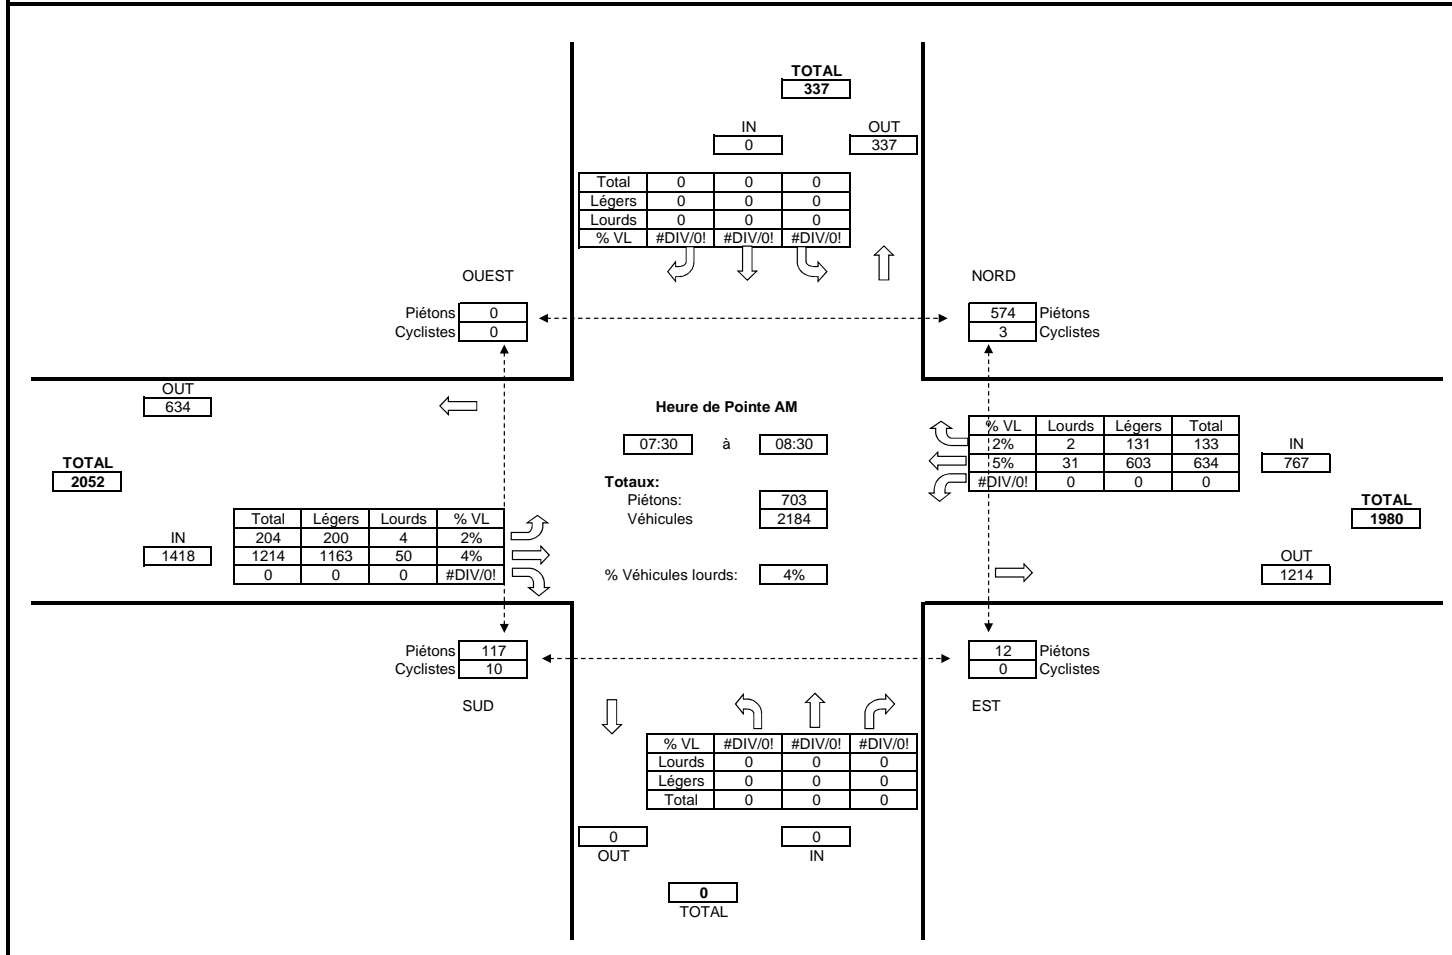 TOTAL
337
IN OUT
0 337
Total 0 0 0
Légers 0 0 0
Lourds 0 0 0
% VL #DIV/0! #DIV/0! #DIV/0!
OUEST NORD
Piétons 0 574 Piétons
Cyclistes 0 3 Cyclistes
OUT
634
Heure de Pointe AM
07:30 à 08:30
% VL Lourds Légers Total
2% 2 131 133
5% 31 603 634
#DIV/0! 0 0 0
IN
767
TOTAL
2052
Totaux:
Piétons: 703
Véhicules 2184
TOTAL
1980
Total Légers Lourds % VL
204 200 4 2%
1214 1163 50 4%
0 0 0 #DIV/0!
IN
1418
OUT
1214
% Véhicules lourds: 4%
Piétons 117 12 Piétons
Cyclistes 10 0 Cyclistes
SUD EST
% VL #DIV/0! #DIV/0! #DIV/0!
Lourds 0 0 0
Légers 0 0 0
Total 0 0 0
0 0
OUT IN
0
TOTAL